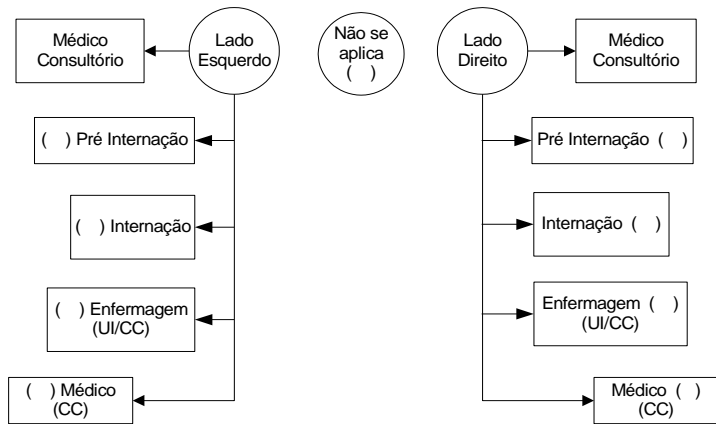 Médico
Consultório
Lado
Esquerdo
Não se
aplica
( )
Lado
Direito
Médico
Consultório
( ) Pré Internação
Pré Internação ( )
( ) Internação
Internação ( )
( ) Enfermagem
(UI/CC)
Enfermagem ( )
(UI/CC)
( ) Médico
(CC)
Médico ( )
(CC)